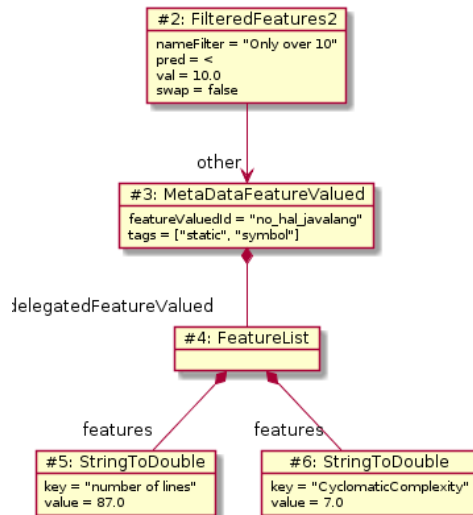 #2: FilteredFeatures2
nameFilter = "Only over 10"
pred = <
val = 10.0
swap = false
other
#3: MetaDataFeatureValued
featureValuedId = "no_hal_javalang"
tags = ["static", "symbol"]
delegatedFeatureValued
#4: FeatureList
features
features
#5: StringToDouble
key = "number of lines"
value = 87.0
#6: StringToDouble
key = "CyclomaticComplexity"
value = 7.0